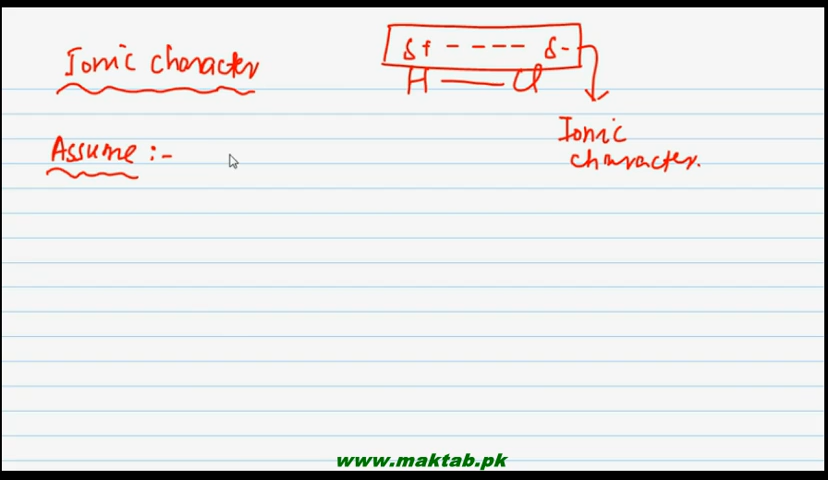 Ionic character
δ+ ---- δ-
H — Cl
Ionic
character.
Assume :-
www.maktab.pk